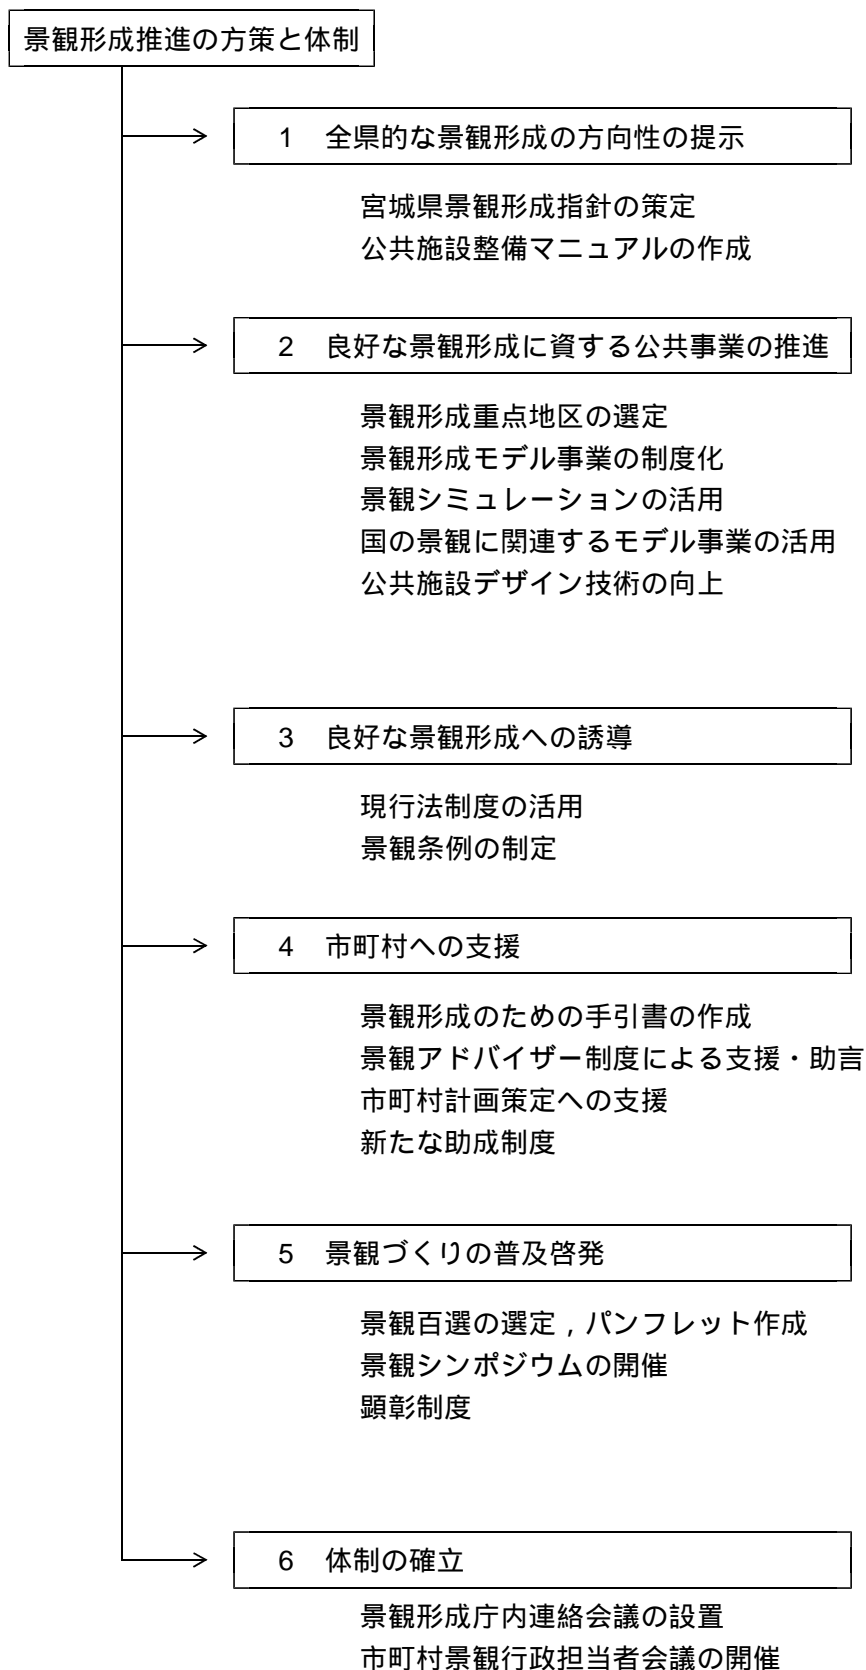 景観形成推進の方策と体制
1 全県的な景観形成の方向性の提示
宮城県景観形成指針の策定
公共施設整備マニュアルの作成
2 良好な景観形成に資する公共事業の推進
景観形成重点地区の選定
景観形成モデル事業の制度化
景観シミュレーションの活用
国の景観に関連するモデル事業の活用
公共施設デザイン技術の向上
3 良好な景観形成への誘導
現行法制度の活用
景観条例の制定
4 市町村への支援
景観形成のための手引書の作成
景観アドバイザー制度による支援・助言
市町村計画策定への支援
新たな助成制度
5 景観づくりの普及啓発
景観百選の選定，パンフレット作成
景観シンポジウムの開催
顕彰制度
6 体制の確立
景観形成庁内連絡会議の設置
市町村景観行政担当者会議の開催